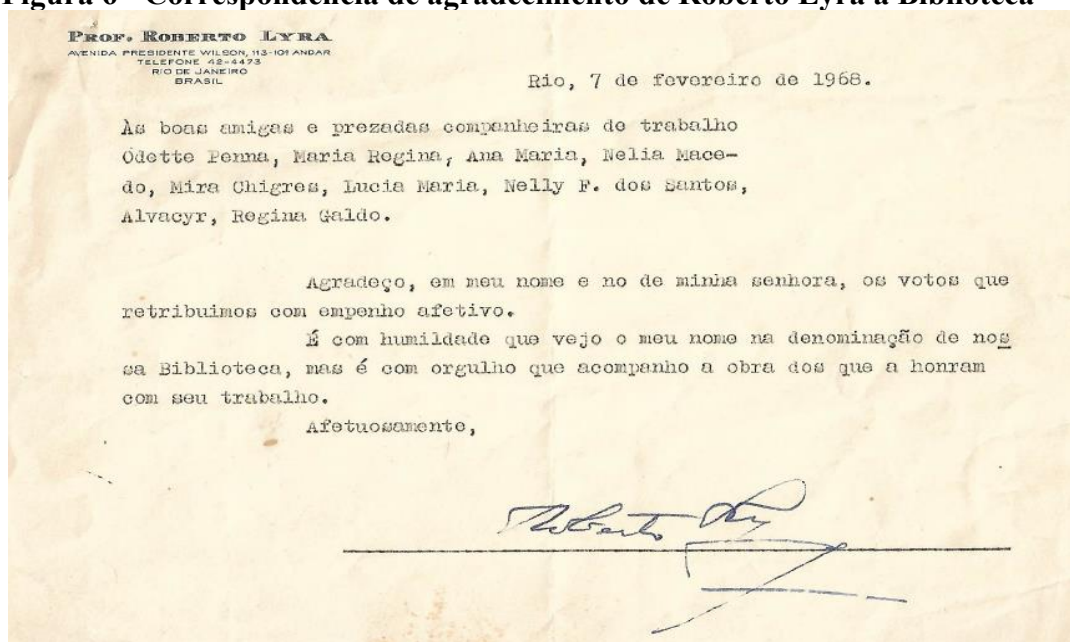 Figura 6 - Correspondência de agradecimento de Roberto Lyra à Biblioteca
PROF. ROBERTO LYRA
AVENIDA PRESIDENTE WILSON, 113-10º ANDAR
TELEFONE 42-4473
RIO DE JANEIRO
BRASIL
Rio, 7 de fevereiro de 1968.
Às boas amigas e prezadas companheiras de trabalho
Odette Penna, Maria Regina, Ana Maria, Nelia Mace-
do, Mira Chigres, Lucia Maria, Nelly F. dos Santos,
Alvacyr, Regina Galdo.
Agradeço, em meu nome e no de minha senhora, os votos que
retribuimos com empenho afetivo.
É com humildade que vejo o meu nome na denominação de nos
sa Biblioteca, mas é com orgulho que acompanho a obra dos que a honram
com seu trabalho.
Afetuosamente,
Roberto Lyra